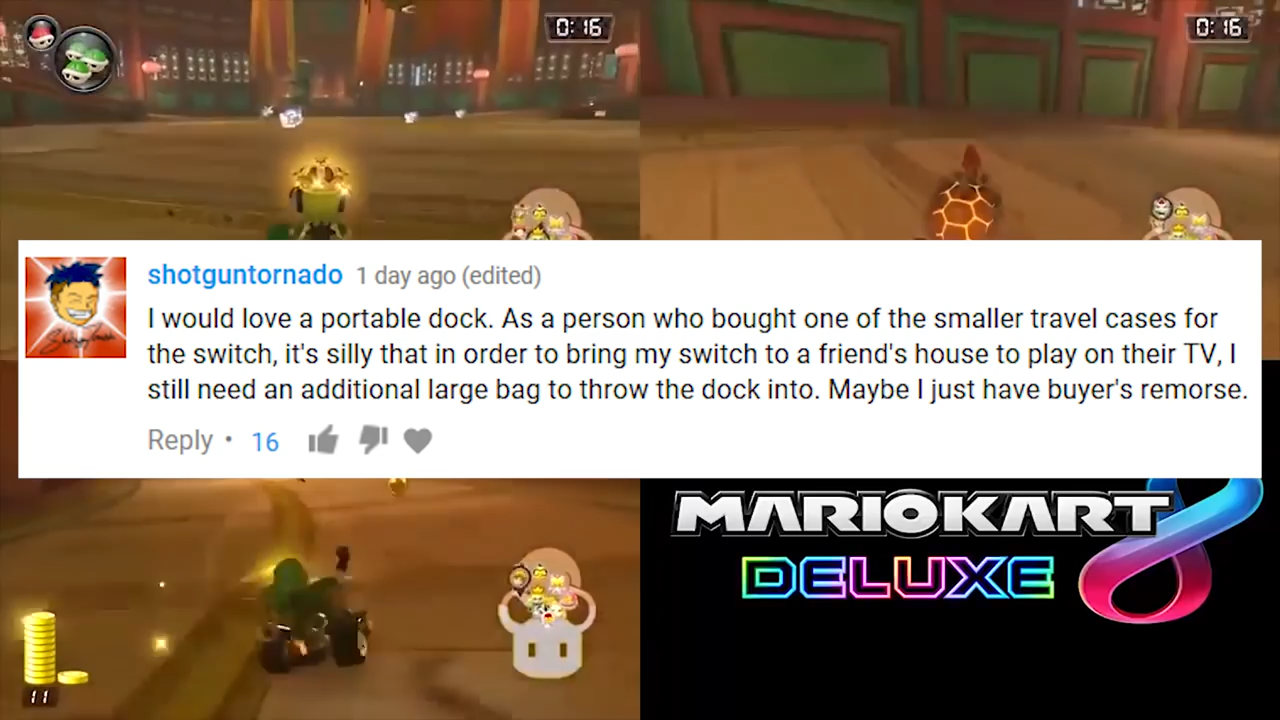 0:16
0:16
shotguntornado 1 day ago (edited)
I would love a portable dock. As a person who bought one of the smaller travel cases for
the switch, it's silly that in order to bring my switch to a friend's house to play on their TV, I
still need an additional large bag to throw the dock into. Maybe I just have buyer's remorse.
Reply • 16
MARIOKART 8
DELUXE
11